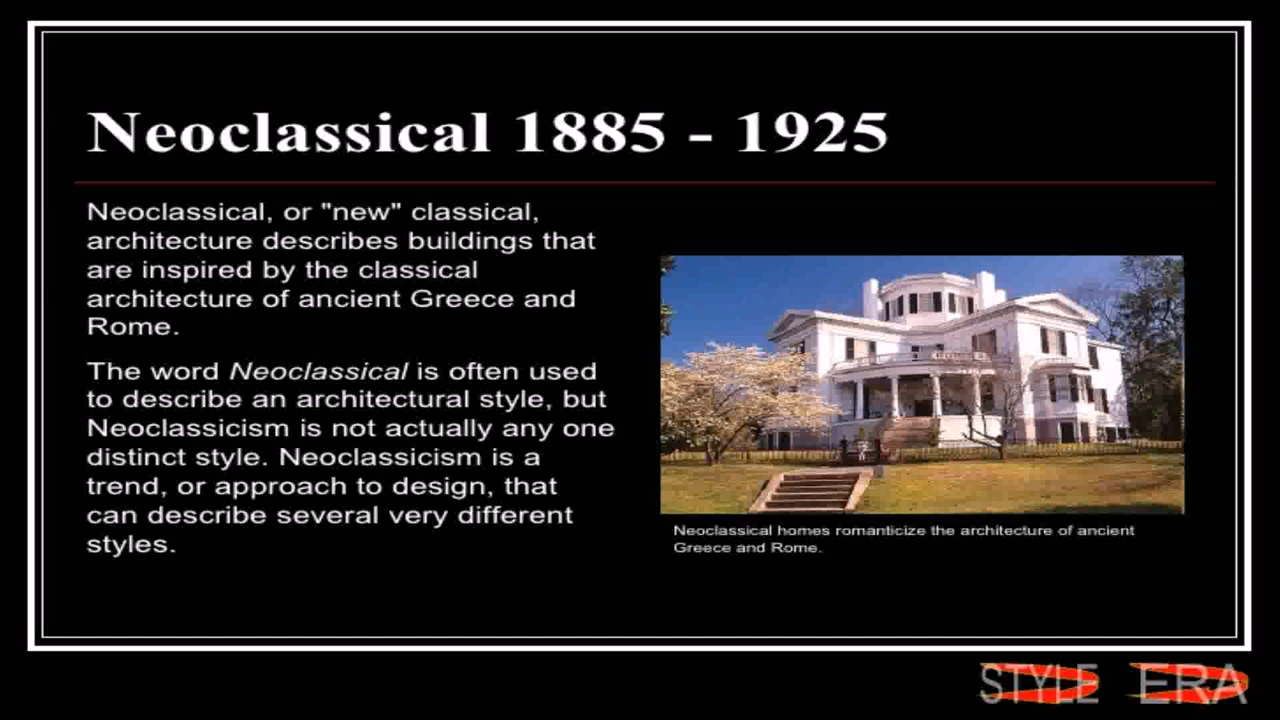 Neoclassical 1885 - 1925
Neoclassical, or "new" classical,
architecture describes buildings that
are inspired by the classical
architecture of ancient Greece and
Rome.
The word Neoclassical is often used
to describe an architectural style, but
Neoclassicism is not actually any one
distinct style. Neoclassicism is a
trend, or approach to design, that
can describe several very different
styles.
Neoclassical homes romanticize the architecture of ancient
Greece and Rome.
STYLE ERA